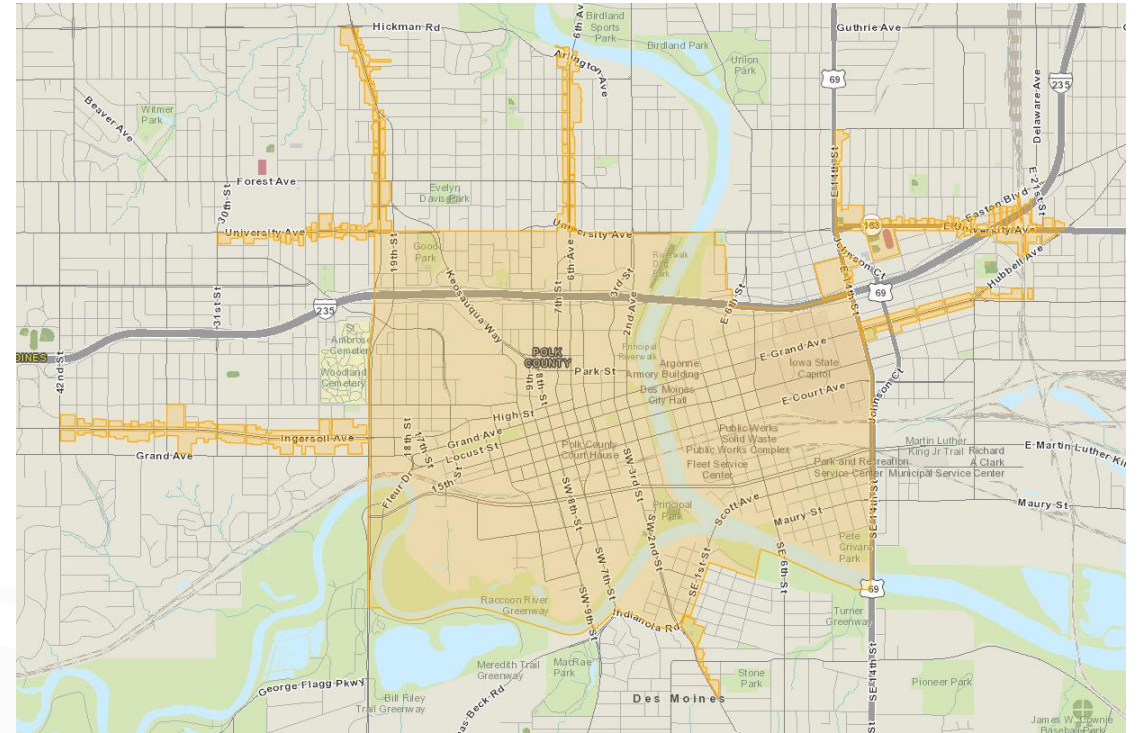 Hickman Rd
6th Ave
Birdland
Sports
Park
Birdland Park
Guthrie Ave
Arlington Ave
Union
Park
69
235
Delaware Ave
Beaver Ave
Witmer
Park
E 14th St
E 21st St
Forest Ave
30th St
Evelyn
Davis Park
Easton Blvd
University Ave
University Ave
163
E University Ave
19th St
Good
Park
6th Ave
Riverwalk
Dog
Park
Johnson Ct
Hubbell Ave
Keosauqua Way
7th St
3rd St
2nd Ave
E 6th St
E 14th St
69
31st St
235
Ambrose
Cemetery
Woodland
Cemetery
POLK
COUNTY
Principal
Riverwalk
E Grand Ave
Iowa State
Capitol
OINES
42nd St
9th St
8th St
Park St
Argonne
Armory Building
Des Moines
City Hall
E Court Ave
Johnson Ct
High St
18th St
17th St
Grand Ave
Locust St
Ingersoll Ave
Grand Ave
Polk County
Court House
Public Works
Solid Waste
Public Works Complex
Fleet Service
Center
Martin Luther
King Jr Trail
Richard
A Clark
Municipal Service Center
E Martin Luther Kin
Park and Recreation
Service Center
Fleur Dr
15th St
SW 3rd St
SW 8th St
SW 2nd St
Principal
Park
Scott Ave
Maury St
Maury St
SE 14th St
Pete
Crivaro
Park
SE 1st St
SE 6th St
SW 7th St
SW 9th St
69
Raccoon River
Greenway
Indianola Rd
Turner
Greenway
Meredith Trail
Greenway
MacRae
Park
Stone
Park
Pioneer Park
George Flagg Pkwy
Bill Riley
Trail Greenway
as Beck Rd
Des Moines
SE 14th St
St
James W Cownie
Baseball Park